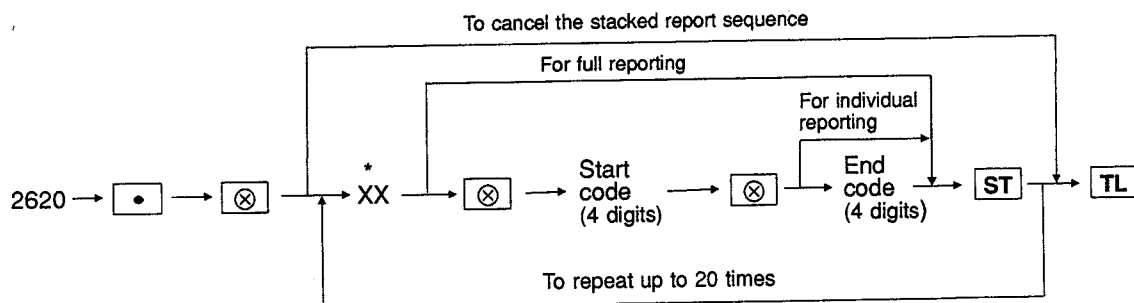 To cancel the stacked report sequence
For full reporting
For individual
reporting
*
2620 • ⊗ XX ⊗ Start
code
(4 digits)
⊗ End
code
(4 digits)
ST TL
To repeat up to 20 times